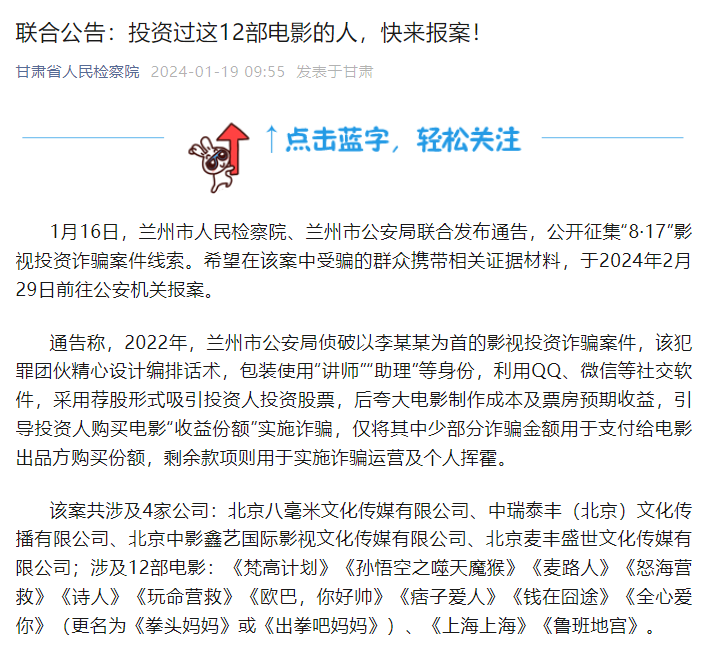 联合公告：投资过这12部电影的人，快来报案！
甘肃省人民检察院 2024-01-19 09:55 发表于甘肃
↑点击蓝字，轻松关注
1月16日，兰州市人民检察院、兰州市公安局联合发布通告，公开征集“8·17”影
视投资诈骗案件线索。希望在该案中受骗的群众携带相关证据材料，于2024年2月
29日前往公安机关报案。
通告称，2022年，兰州市公安局侦破以李某某为首的影视投资诈骗案件，该犯
罪团伙精心设计编排话术，包装使用“讲师”“助理”等身份，利用QQ、微信等社交软
件，采用荐股形式吸引投资人投资股票，后夸大电影制作成本及票房预期收益，引
导投资人购买电影“收益份额”实施诈骗，仅将其中少部分诈骗金额用于支付给电影
出品方购买份额，剩余款项则用于实施诈骗运营及个人挥霍。
该案共涉及4家公司：北京八毫米文化传媒有限公司、中瑞泰丰（北京）文化传
播有限公司、北京中影鑫艺国际影视文化传媒有限公司、北京麦丰盛世文化传媒有
限公司；涉及12部电影：《梵高计划》《孙悟空之噬天魔猴》《麦路人》《怒海营
救》《诗人》《玩命营救》《欧巴，你好帅》《痞子爱人》《钱在囧途》《全心爱
你》（更名为《拳头妈妈》或《出拳吧妈妈》）、《上海上海》《鲁班地宫》。